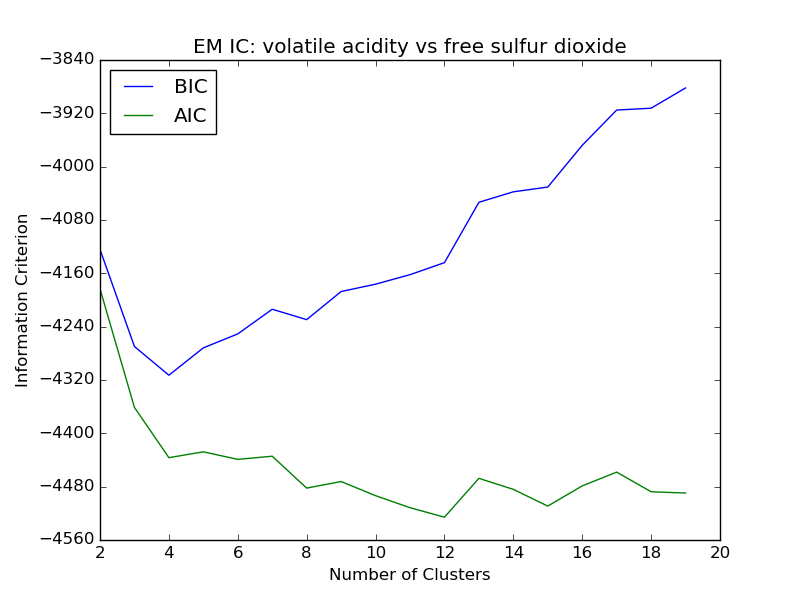 EM IC: volatile acidity vs free sulfur dioxide
−3840
−3920
−4000
−4080
−4160
−4240
−4320
−4400
−4480
−4560
Information Criterion
BIC
AIC
2 4 6 8 10 12 14 16 18 20
Number of Clusters